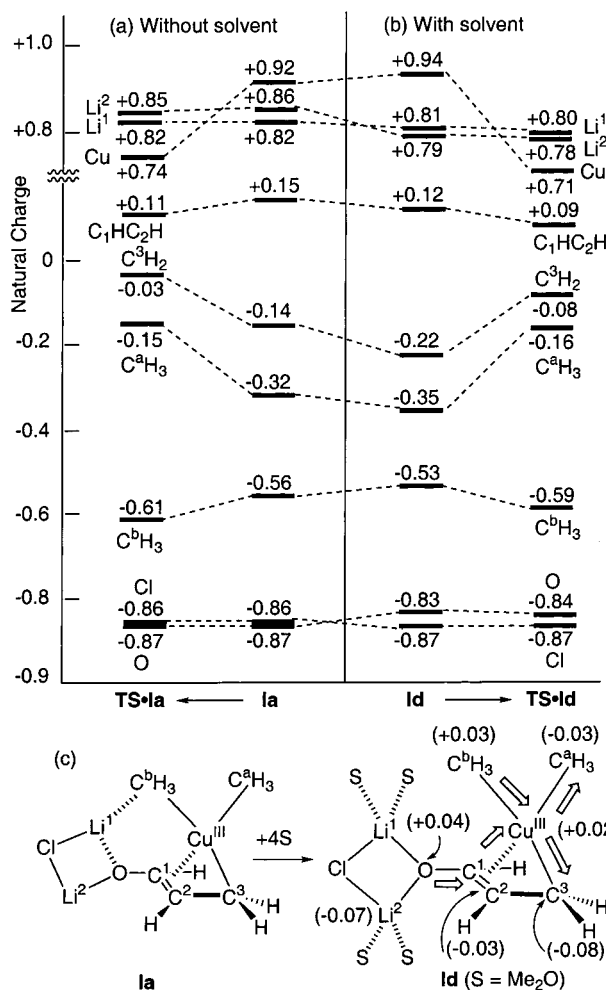 (a) Without solvent (b) With solvent
+1.0
+0.8
0
-0.2
-0.4
-0.6
-0.8
-0.9
Natural Charge
Li² +0.85
Li¹ +0.82
Cu +0.74
+0.11
C₁HC₂H
C³H₂
-0.03
-0.15
CᵃH₃
-0.61
CᵇH₃
Cl
-0.86
-0.87
O
+0.92
+0.86
+0.82
+0.15
-0.14
-0.32
-0.56
-0.86
-0.87
+0.94
+0.81
+0.79
+0.12
-0.22
-0.35
-0.53
-0.83
-0.87
+0.80 Li¹
+0.78 Li²
+0.71 Cu
+0.09
C₁HC₂H
C³H₂
-0.08
-0.16
CᵃH₃
-0.59
CᵇH₃
O
-0.84
-0.87
Cl
TS•Ia Ia Id TS•Id
(c)
CᵇH₃ CᵃH₃
Li¹ Cuᴵᴵᴵ
Cl O C¹ H
Li² C² C³
H H H
Ia
+4S
(+0.03) (-0.03)
S S CᵇH₃ CᵃH₃
Li¹ (+0.04) Cuᴵᴵᴵ (+0.02
Cl O C¹ H
Li² C² C³ H
(-0.07) H H
S S (-0.03) (-0.08)
Id (S = Me₂O)